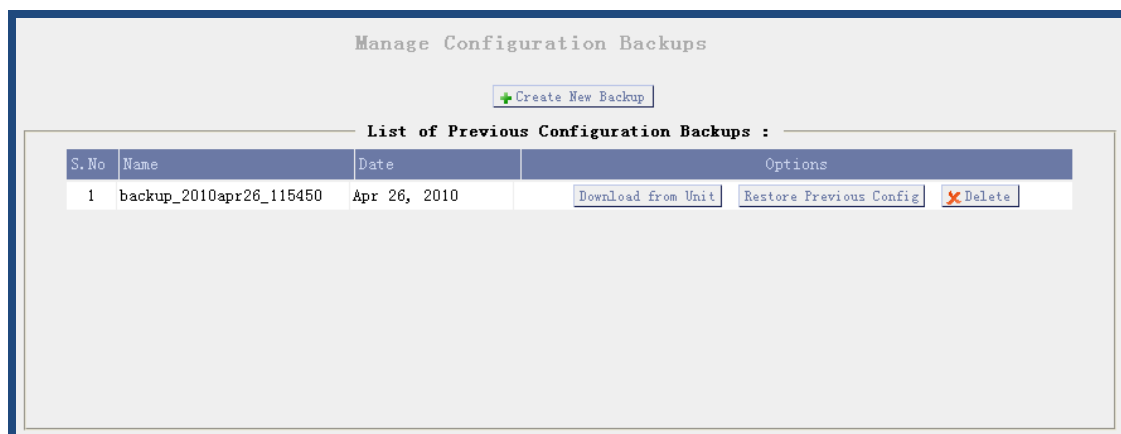 Manage Configuration Backups
Create New Backup
List of Previous Configuration Backups :
S.No Name Date Options
1 backup_2010apr26_115450 Apr 26, 2010 Download from Unit Restore Previous Config Delete